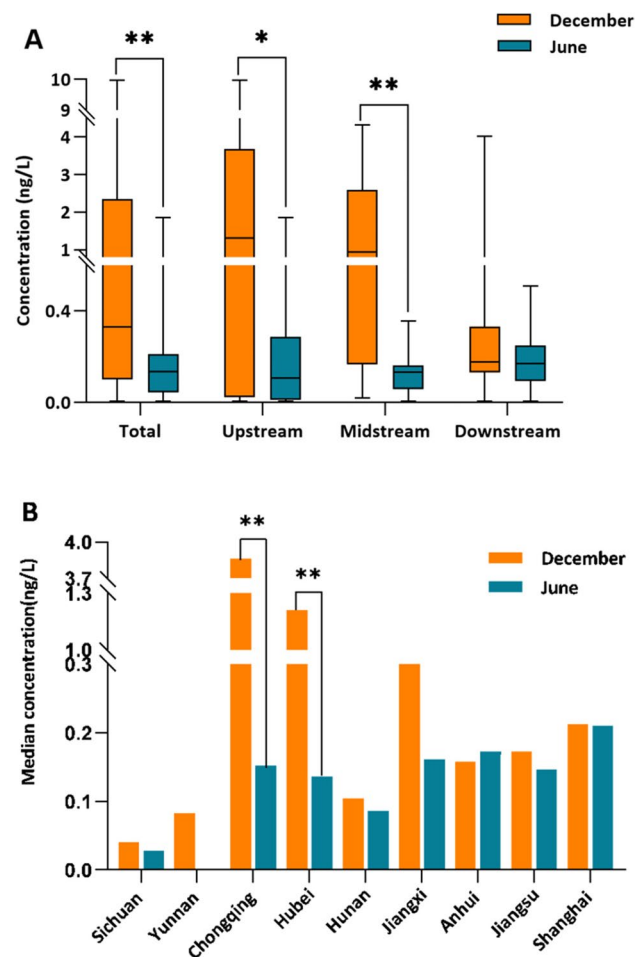 A
December
June
**
*
**
10
9
4
3
2
1
0.4
0.0
Concentration (ng/L)
Total
Upstream
Midstream
Downstream
B
December
June
**
**
4.0
3.7
1.3
1.0
0.3
0.2
0.1
0.0
Median concentration(ng/L)
Sichuan
Yunnan
Chongqing
Hubei
Hunan
Jiangxi
Anhui
Jiangsu
Shanghai